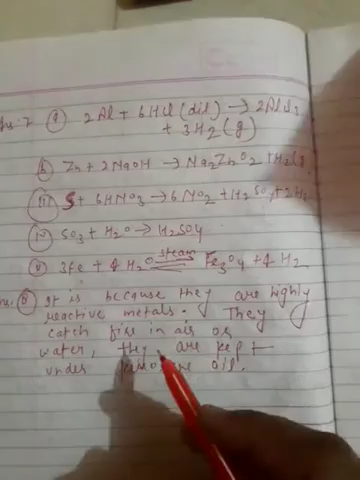 Ans:7 (i) 2Al + 6HCl (dil) → 2AlCl3
+ 3H2 (g)
(ii) Zn + 2NaOH → Na2ZnO2 + H2(g)
(iii) S + 6HNO3 → 6NO2 + H2SO4 + 2H2
(iv) SO3 + H2O → H2SO4
(v) 3Fe + 4H2O steam Fe3O4 + 4H2
(8) It is because they are highly
reactive metals. They
catch fire in air or
water, they are kept
under oil.